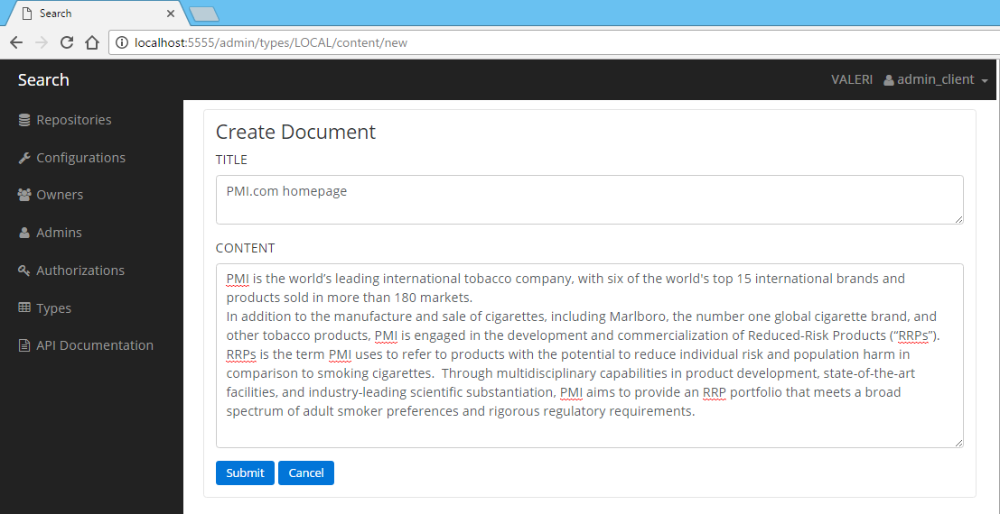 Search
localhost:5555/admin/types/LOCAL/content/new
Search
VALERI admin_client
Repositories
Configurations
Owners
Admins
Authorizations
Types
API Documentation
Create Document
TITLE
PMI.com homepage
CONTENT
PMI is the world’s leading international tobacco company, with six of the world's top 15 international brands and
products sold in more than 180 markets.
In addition to the manufacture and sale of cigarettes, including Marlboro, the number one global cigarette brand, and
other tobacco products, PMI is engaged in the development and commercialization of Reduced-Risk Products (“RRPs”).
RRPs is the term PMI uses to refer to products with the potential to reduce individual risk and population harm in
comparison to smoking cigarettes.  Through multidisciplinary capabilities in product development, state-of-the-art
facilities, and industry-leading scientific substantiation, PMI aims to provide an RRP portfolio that meets a broad
spectrum of adult smoker preferences and rigorous regulatory requirements.
Submit Cancel